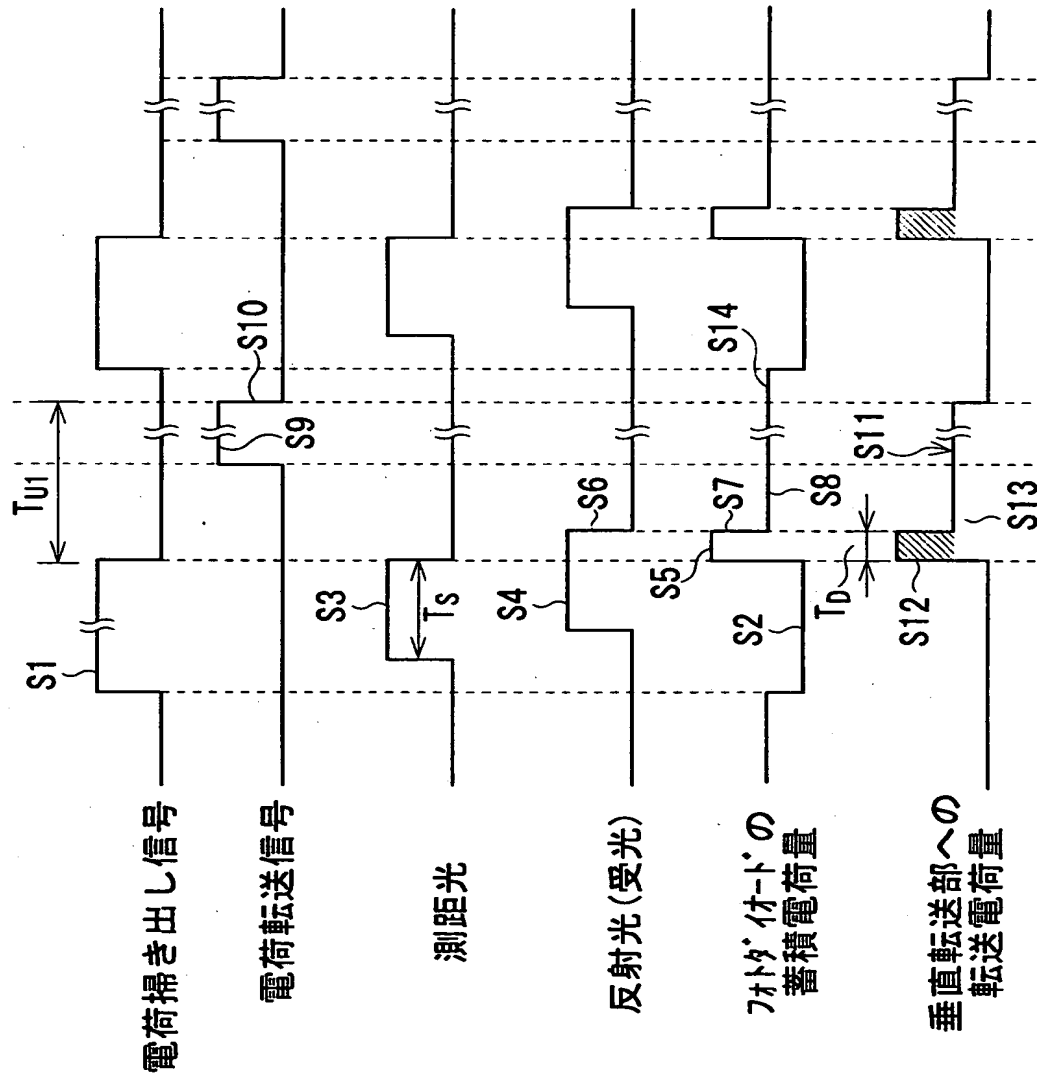 電荷掃き出し信号
S1
TU1
電荷転送信号
S9
S10
測距光
S3
TS
反射光(受光)
S4
S6
フォトダイオードの
蓄積電荷量
S2
S5
S7
S8
S14
TD
垂直転送部への
転送電荷量
S12
S13
S11